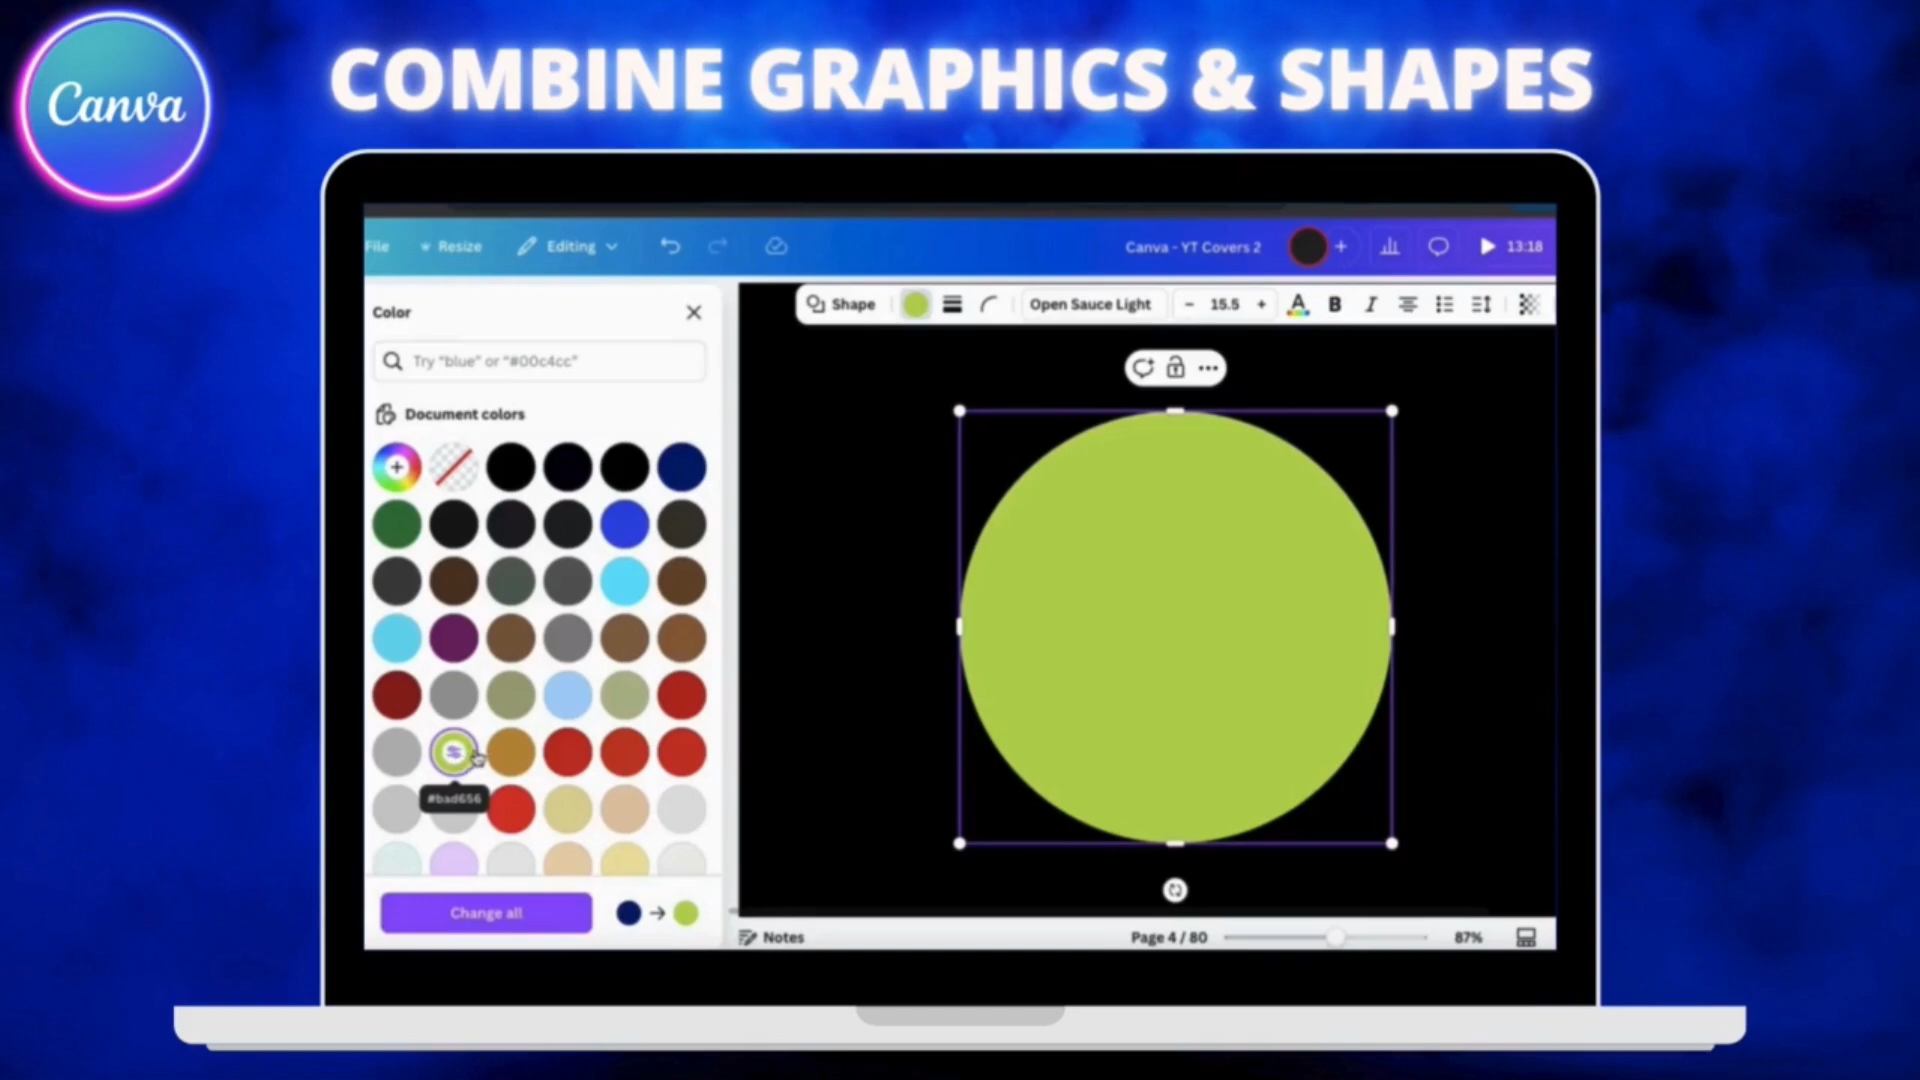 Canva
COMBINE GRAPHICS & SHAPES
File Resize Editing Canva - YT Covers 2 13:18
Color
Shape Open Sauce Light - 15.5 + A B I
Try "blue" or "#00c4cc"
Document colors
#bad656
Change all
Notes Page 4 / 80 87%